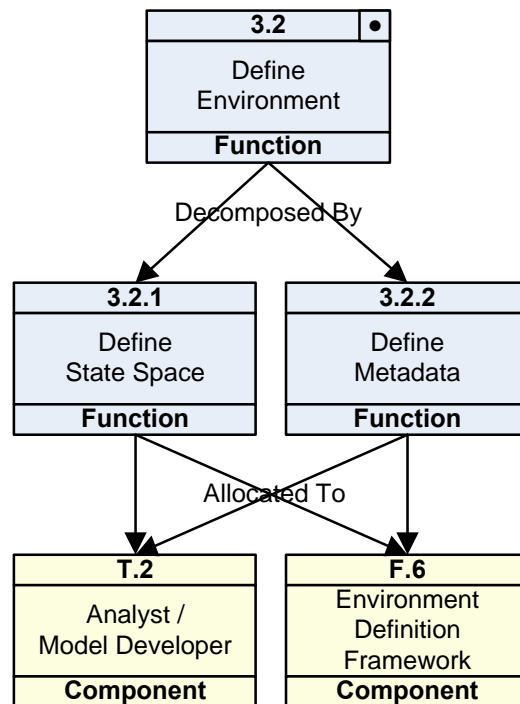 3.2
Define
Environment
Function
Decomposed By
3.2.1
Define
State Space
Function
3.2.2
Define
Metadata
Function
Allocated To
T.2
Analyst /
Model Developer
Component
F.6
Environment
Definition
Framework
Component